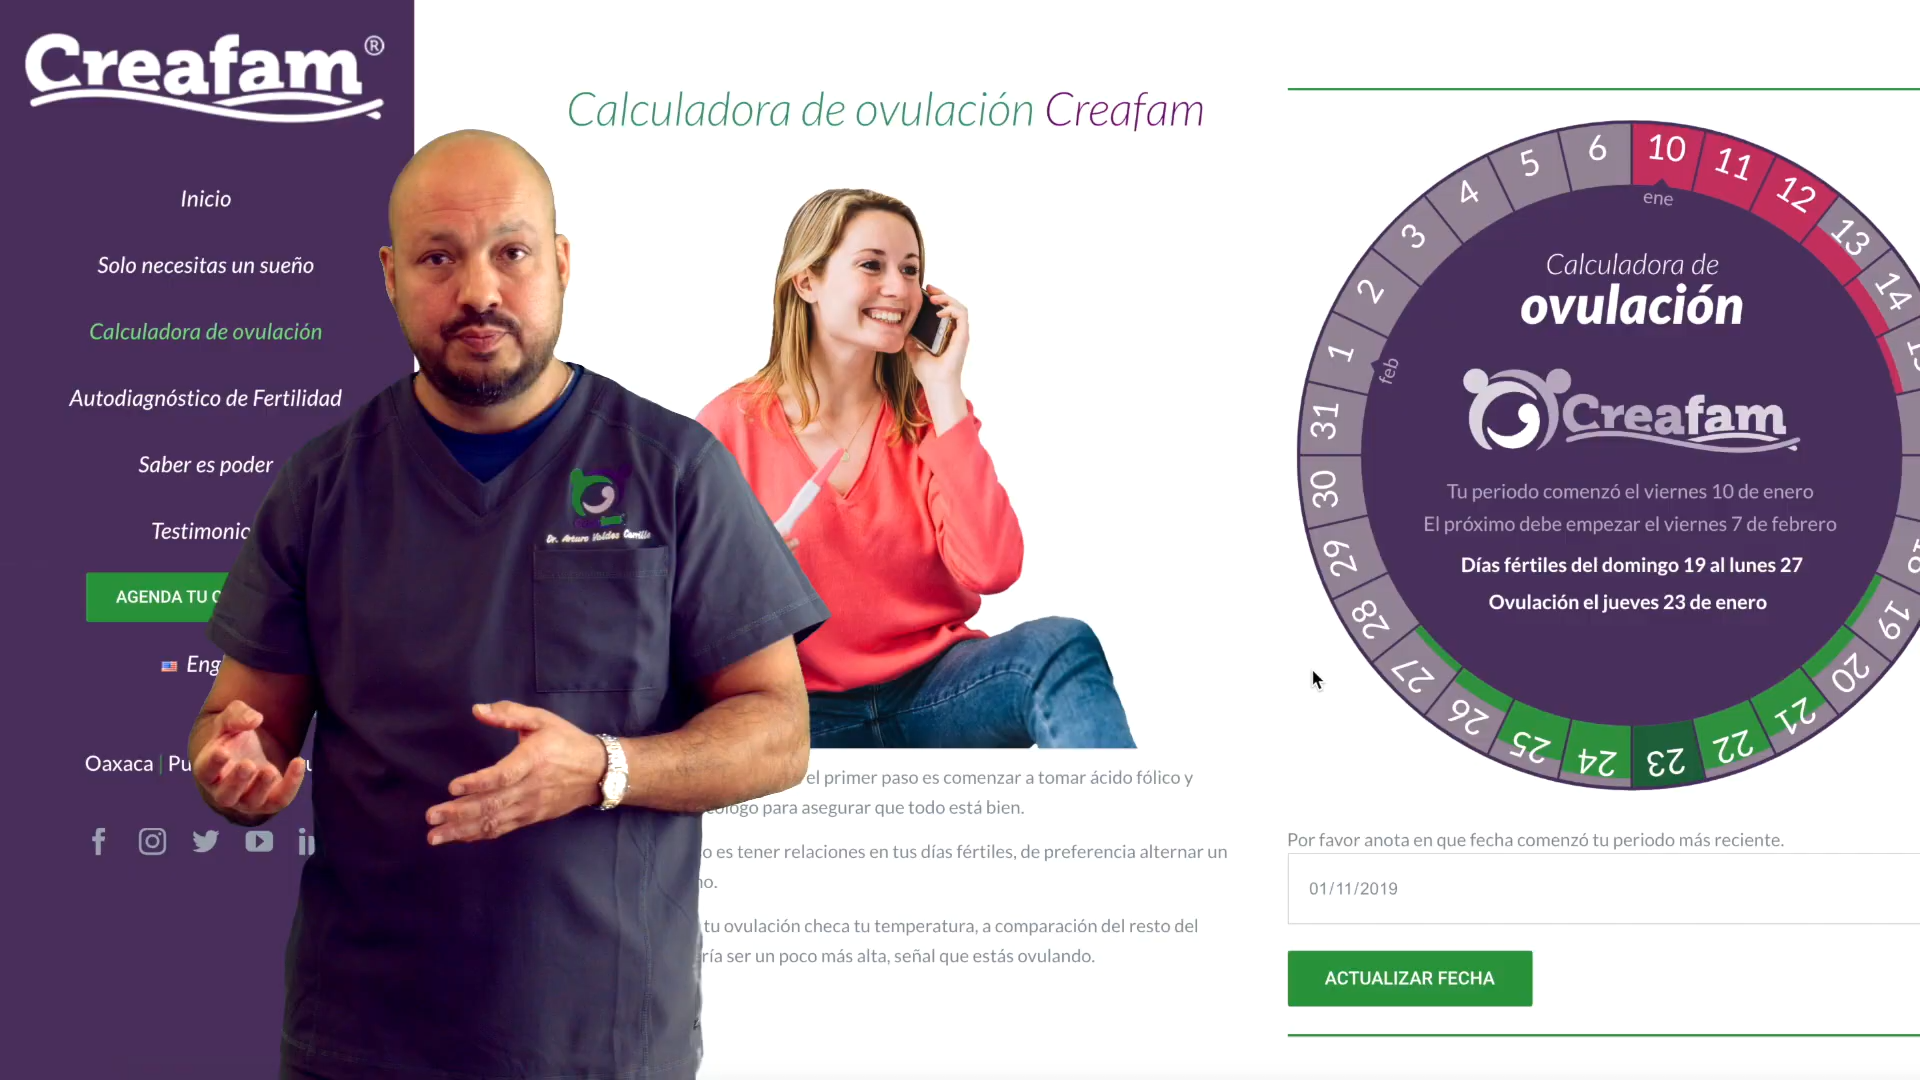 Creafam®
Inicio
Solo necesitas un sueño
Calculadora de ovulación
Autodiagnóstico de Fertilidad
Saber es poder
Testimonio
AGENDA TU
Eng
Oaxaca | Pu
Calculadora de ovulación Creafam
Dr. Arturo Valdes Carrillo
el primer paso es comenzar a tomar ácido fólico y
para asegurar que todo está bien.
es tener relaciones en tus días fértiles, de preferencia alternar un
tu ovulación checa tu temperatura, a comparación del resto del
ser un poco más alta, señal que estás ovulando.
10 11 12 13 14 19 20 21 22 23 24 25 26 27 28 29 30 31 1 2 3 4 5 6
ene
feb
Calculadora de
ovulación
Creafam
Tu periodo comenzó el viernes 10 de enero
El próximo debe empezar el viernes 7 de febrero
Días fértiles del domingo 19 al lunes 27
Ovulación el jueves 23 de enero
Por favor anota en que fecha comenzó tu periodo más reciente.
01/11/2019
ACTUALIZAR FECHA